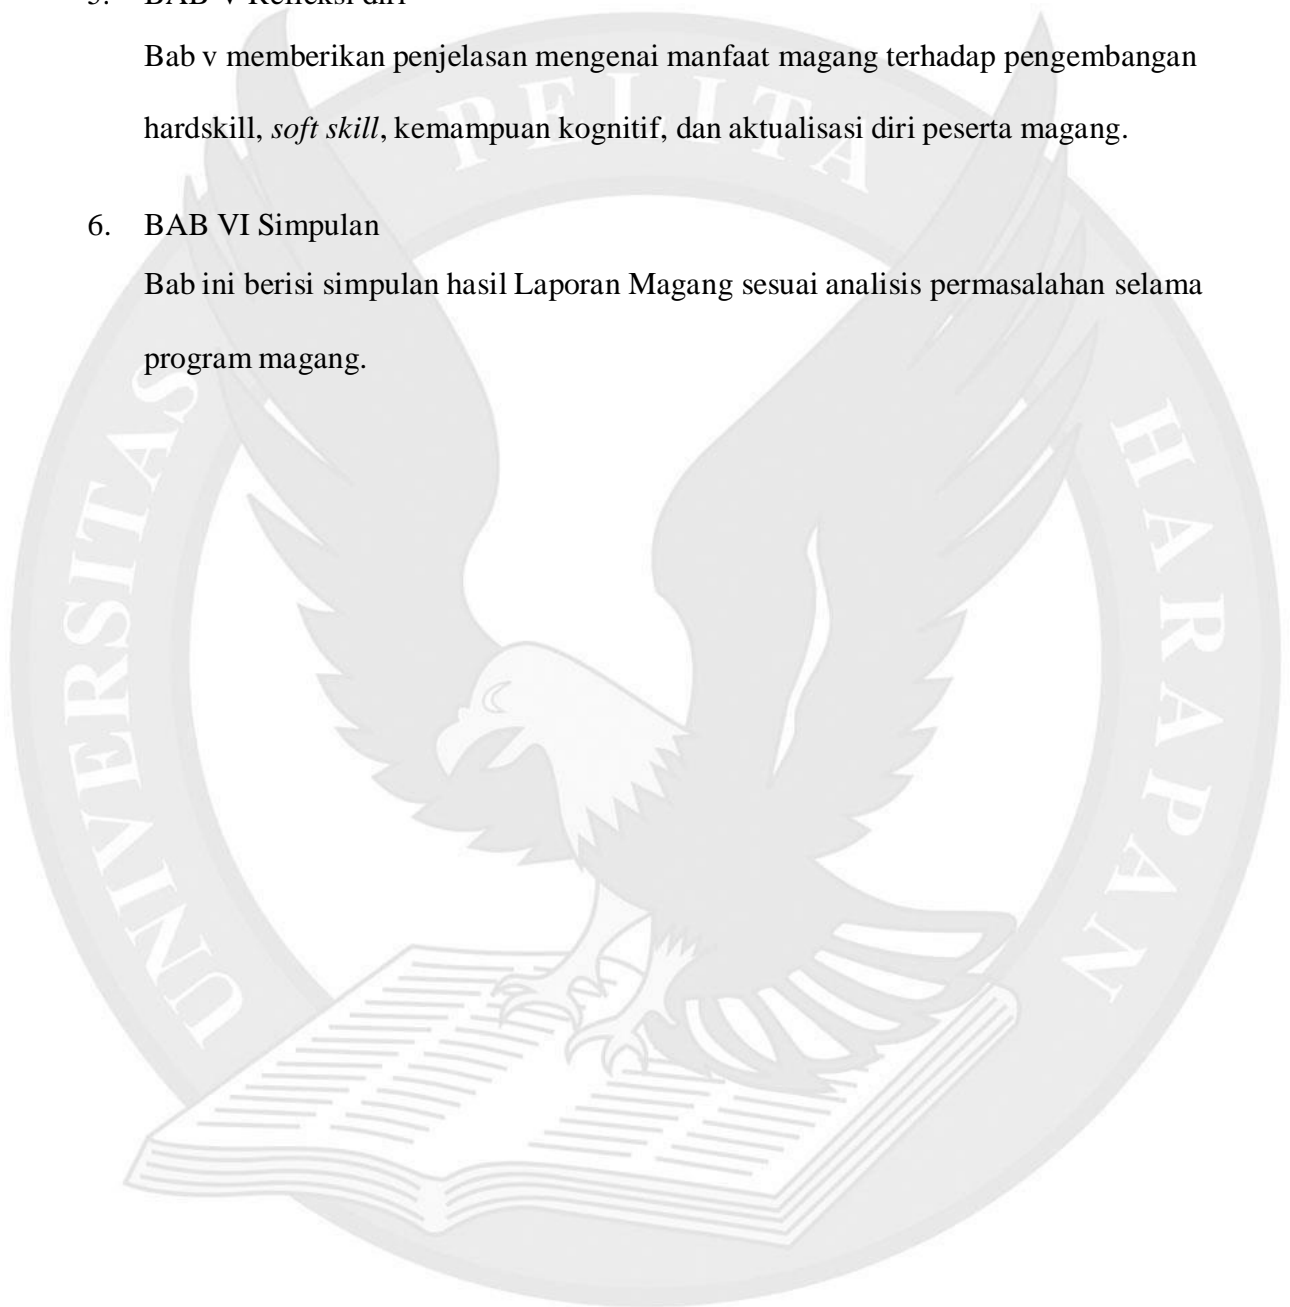 5. BAB V Refleksi diri
Bab v memberikan penjelasan mengenai manfaat magang terhadap pengembangan
hardskill, soft skill, kemampuan kognitif, dan aktualisasi diri peserta magang.
6. BAB VI Simpulan
Bab ini berisi simpulan hasil Laporan Magang sesuai analisis permasalahan selama
program magang.
UNIVERSITAS PELITA HARAPAN